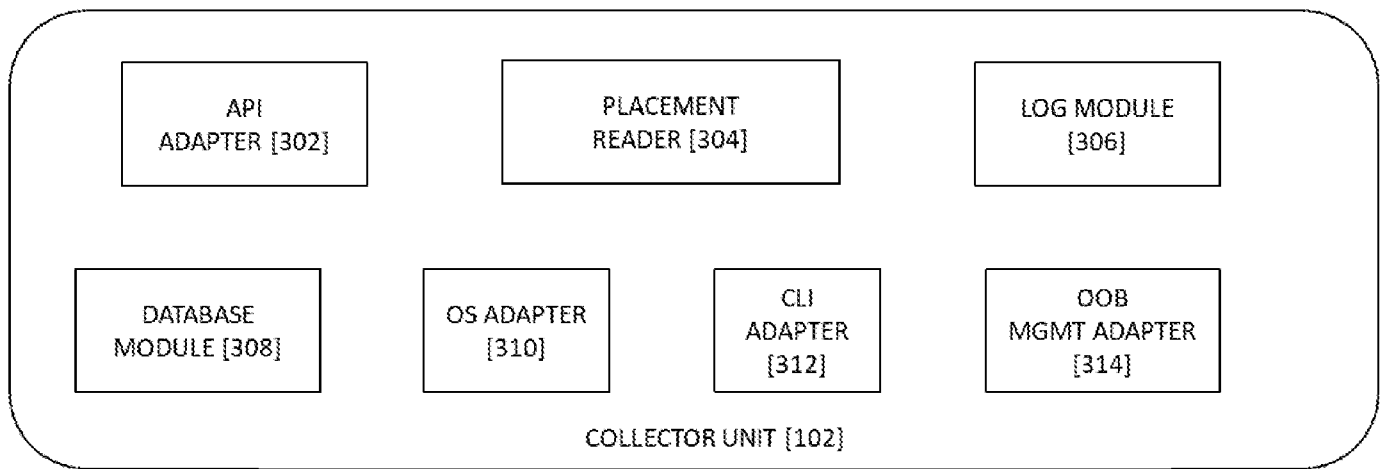 API
ADAPTER [302]
PLACEMENT
READER [304]
LOG MODULE
[306]
DATABASE
MODULE [308]
OS ADAPTER
[310]
CLI
ADAPTER
[312]
OOB
MGMT ADAPTER
[314]
COLLECTOR UNIT [102]